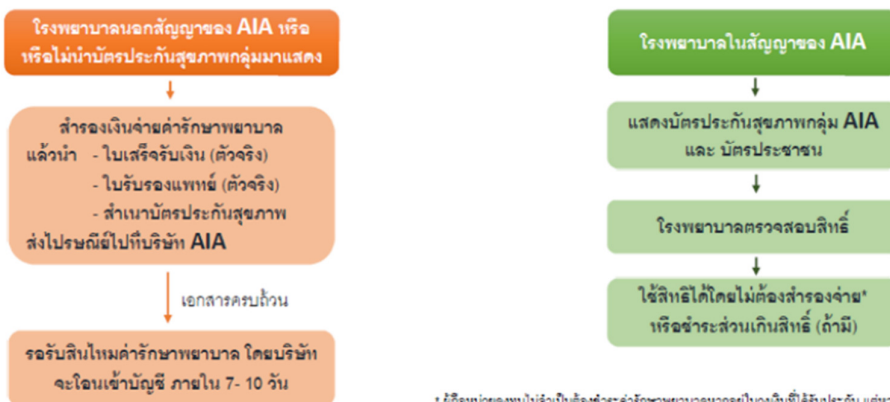 โรงพยาบาลนอกสัญญาของ AIA หรือ
หรือไม่นำบัตรประกันสุขภาพกลุ่มมาแสดง
สำรองเงินจ่ายค่ารักษาพยาบาล
แล้วนำ - ใบเสร็จรับเงิน (ตัวจริง)
- ใบรับรองแพทย์ (ตัวจริง)
- สำเนาบัตรประกันสุขภาพ
ส่งไปรษณีย์ไปที่บริษัท AIA
เอกสารครบถ้วน
รอรับสินไหมค่ารักษาพยาบาล โดยบริษัท
จะโอนเข้าบัญชี ภายใน 7- 10 วัน
โรงพยาบาลในสัญญาของ AIA
แสดงบัตรประกันสุขภาพกลุ่ม AIA
และ บัตรประชาชน
โรงพยาบาลตรวจสอบสิทธิ์
ใช้สิทธิได้โดยไม่ต้องสำรองจ่าย*
หรือชำระส่วนเกินสิทธิ์ (ถ้ามี)